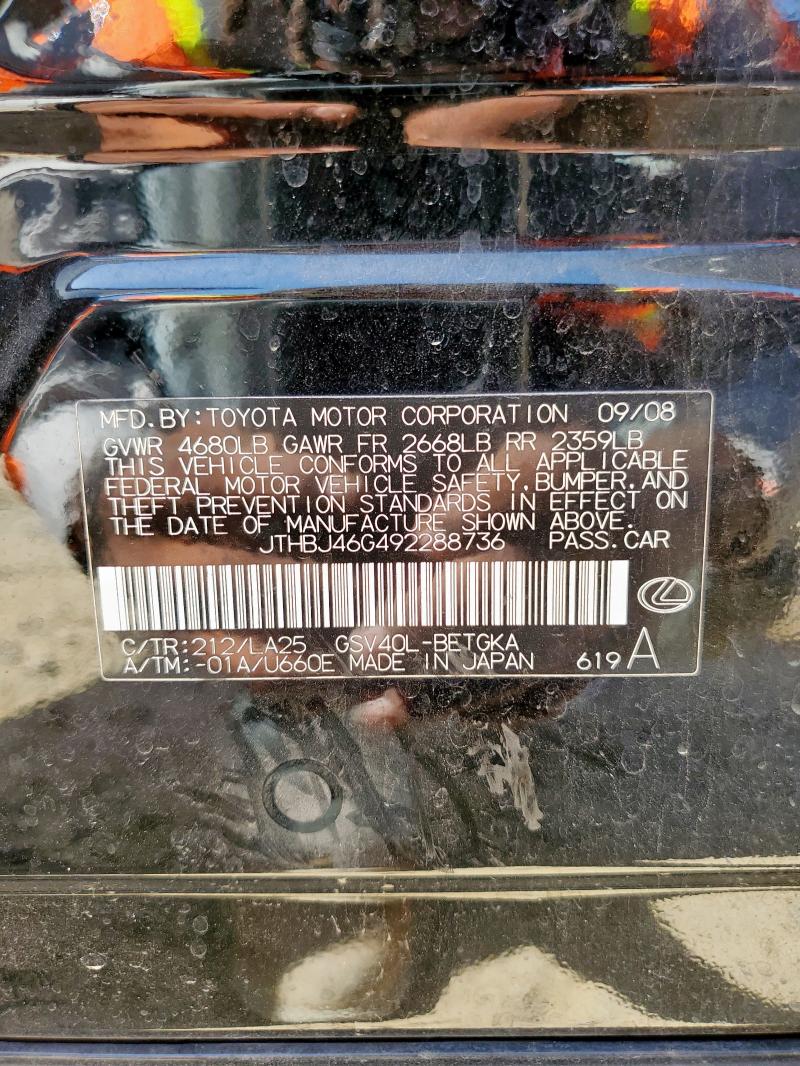 MFD.BY:TOYOTA MOTOR CORPORATION 09/08
GVWR 4680LB GAWR FR 2668LB RR 2359LB
THIS VEHICLE CONFORMS TO ALL APPLICABLE
FEDERAL MOTOR VEHICLE SAFETY, BUMPER, AND
THEFT PREVENTION STANDARDS IN EFFECT ON
THE DATE OF MANUFACTURE SHOWN ABOVE.
JTHBJ46G492288736 PASS.CAR
C/TR:212/LA25 GSV40L-BETGKA
A/TM:-01A/U660E MADE IN JAPAN 619 A